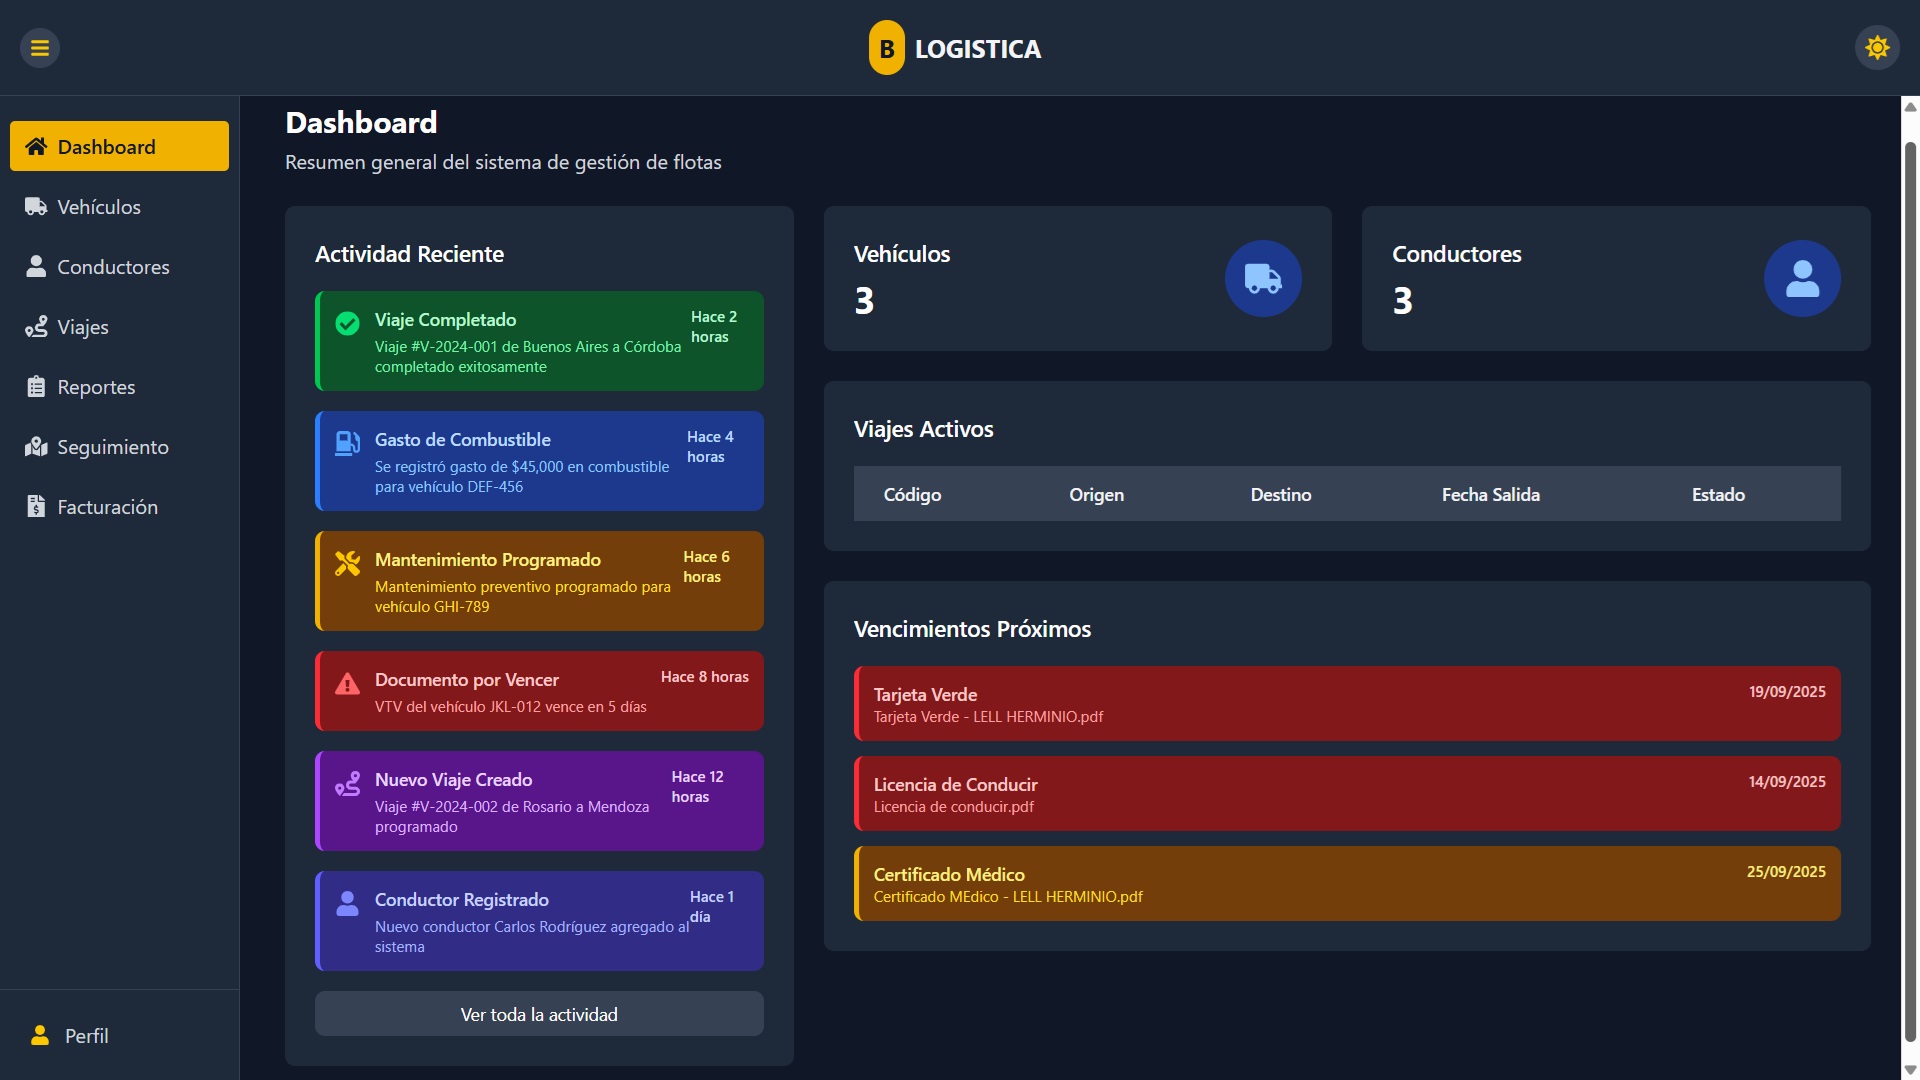 B LOGISTICA
Dashboard
Vehículos
Conductores
Viajes
Reportes
Seguimiento
Facturación
Perfil
Dashboard
Resumen general del sistema de gestión de flotas
Actividad Reciente
Viaje Completado
Hace 2
horas
Viaje #V-2024-001 de Buenos Aires a Córdoba
completado exitosamente
Gasto de Combustible
Hace 4
horas
Se registró gasto de $45,000 en combustible
para vehículo DEF-456
Mantenimiento Programado
Hace 6
horas
Mantenimiento preventivo programado para
vehículo GHI-789
Documento por Vencer
Hace 8 horas
VTV del vehículo JKL-012 vence en 5 días
Nuevo Viaje Creado
Hace 12
horas
Viaje #V-2024-002 de Rosario a Mendoza
programado
Conductor Registrado
Hace 1
día
Nuevo conductor Carlos Rodríguez agregado al
sistema
Ver toda la actividad
Vehículos
3
Conductores
3
Viajes Activos
Código Origen Destino Fecha Salida Estado
Vencimientos Próximos
Tarjeta Verde 19/09/2025
Tarjeta Verde - LELL HERMINIO.pdf
Licencia de Conducir 14/09/2025
Licencia de conducir.pdf
Certificado Médico 25/09/2025
Certificado MEdico - LELL HERMINIO.pdf